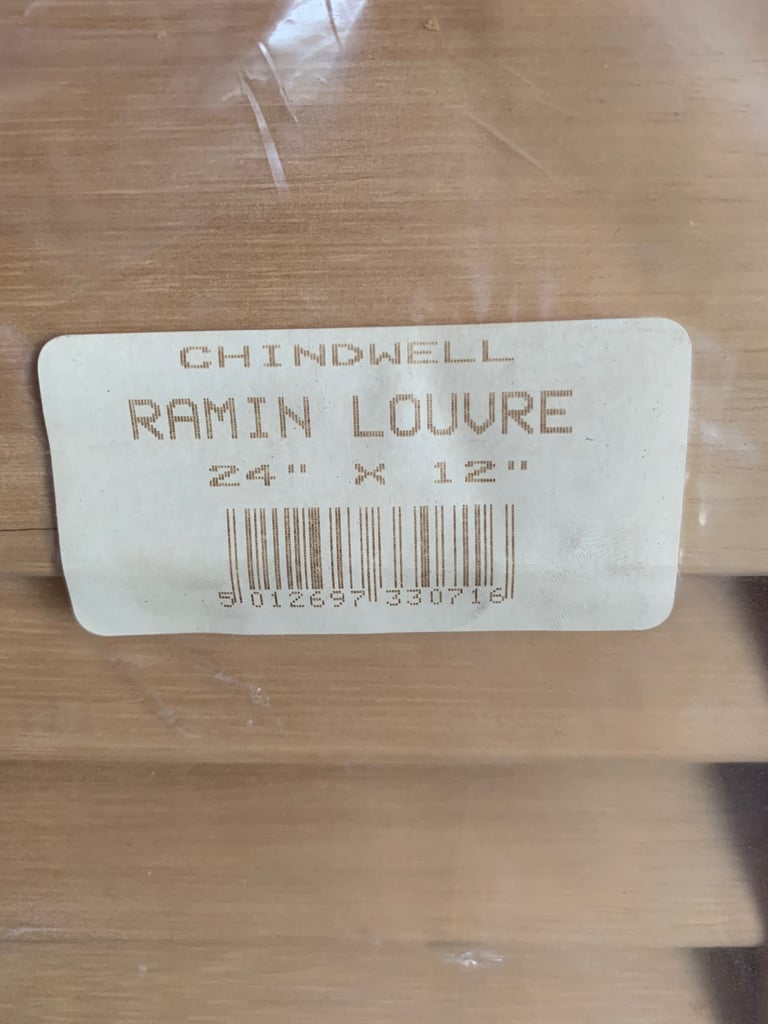 CHINDWELL
RAMIN LOUVRE
24" X 12"
5 012697 330716